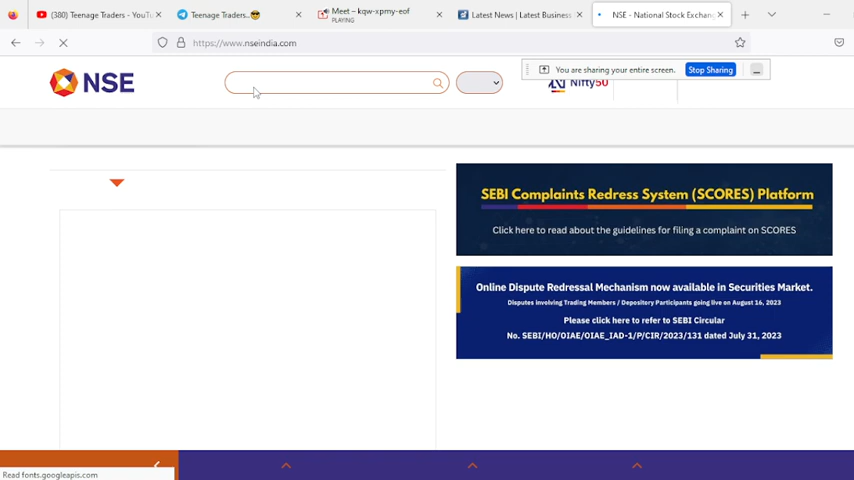 (380) Teenage Traders - YouTu
Teenage Traders..😎
Meet – kqw-xpmy-eof
PLAYING
Latest News | Latest Business
NSE - National Stock Exchang
https://www.nseindia.com
You are sharing your entire screen.
Stop Sharing
NSE
Nifty50
SEBI Complaints Redress System (SCORES) Platform
Click here to read about the guidelines for filing a complaint on SCORES
Online Dispute Redressal Mechanism now available in Securities Market.
Disputes involving Trading Members / Depository Participants going live on August 16, 2023
Please click here to refer to SEBI Circular
No. SEBI/HO/OIAE/OIAE_IAD-1/P/CIR/2023/131 dated July 31, 2023
Read fonts.googleapis.com